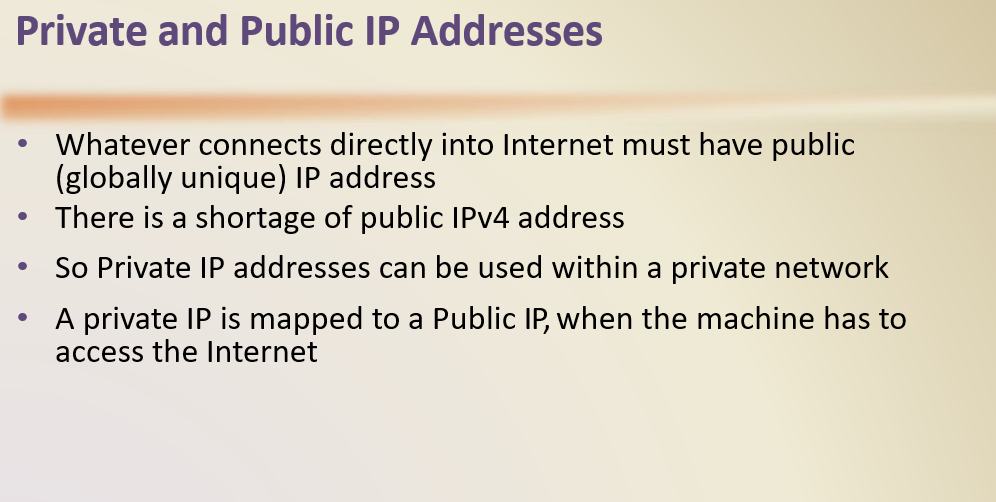 Private and Public IP Addresses
• Whatever connects directly into Internet must have public
(globally unique) IP address
• There is a shortage of public IPv4 address
• So Private IP addresses can be used within a private network
• A private IP is mapped to a Public IP, when the machine has to
access the Internet